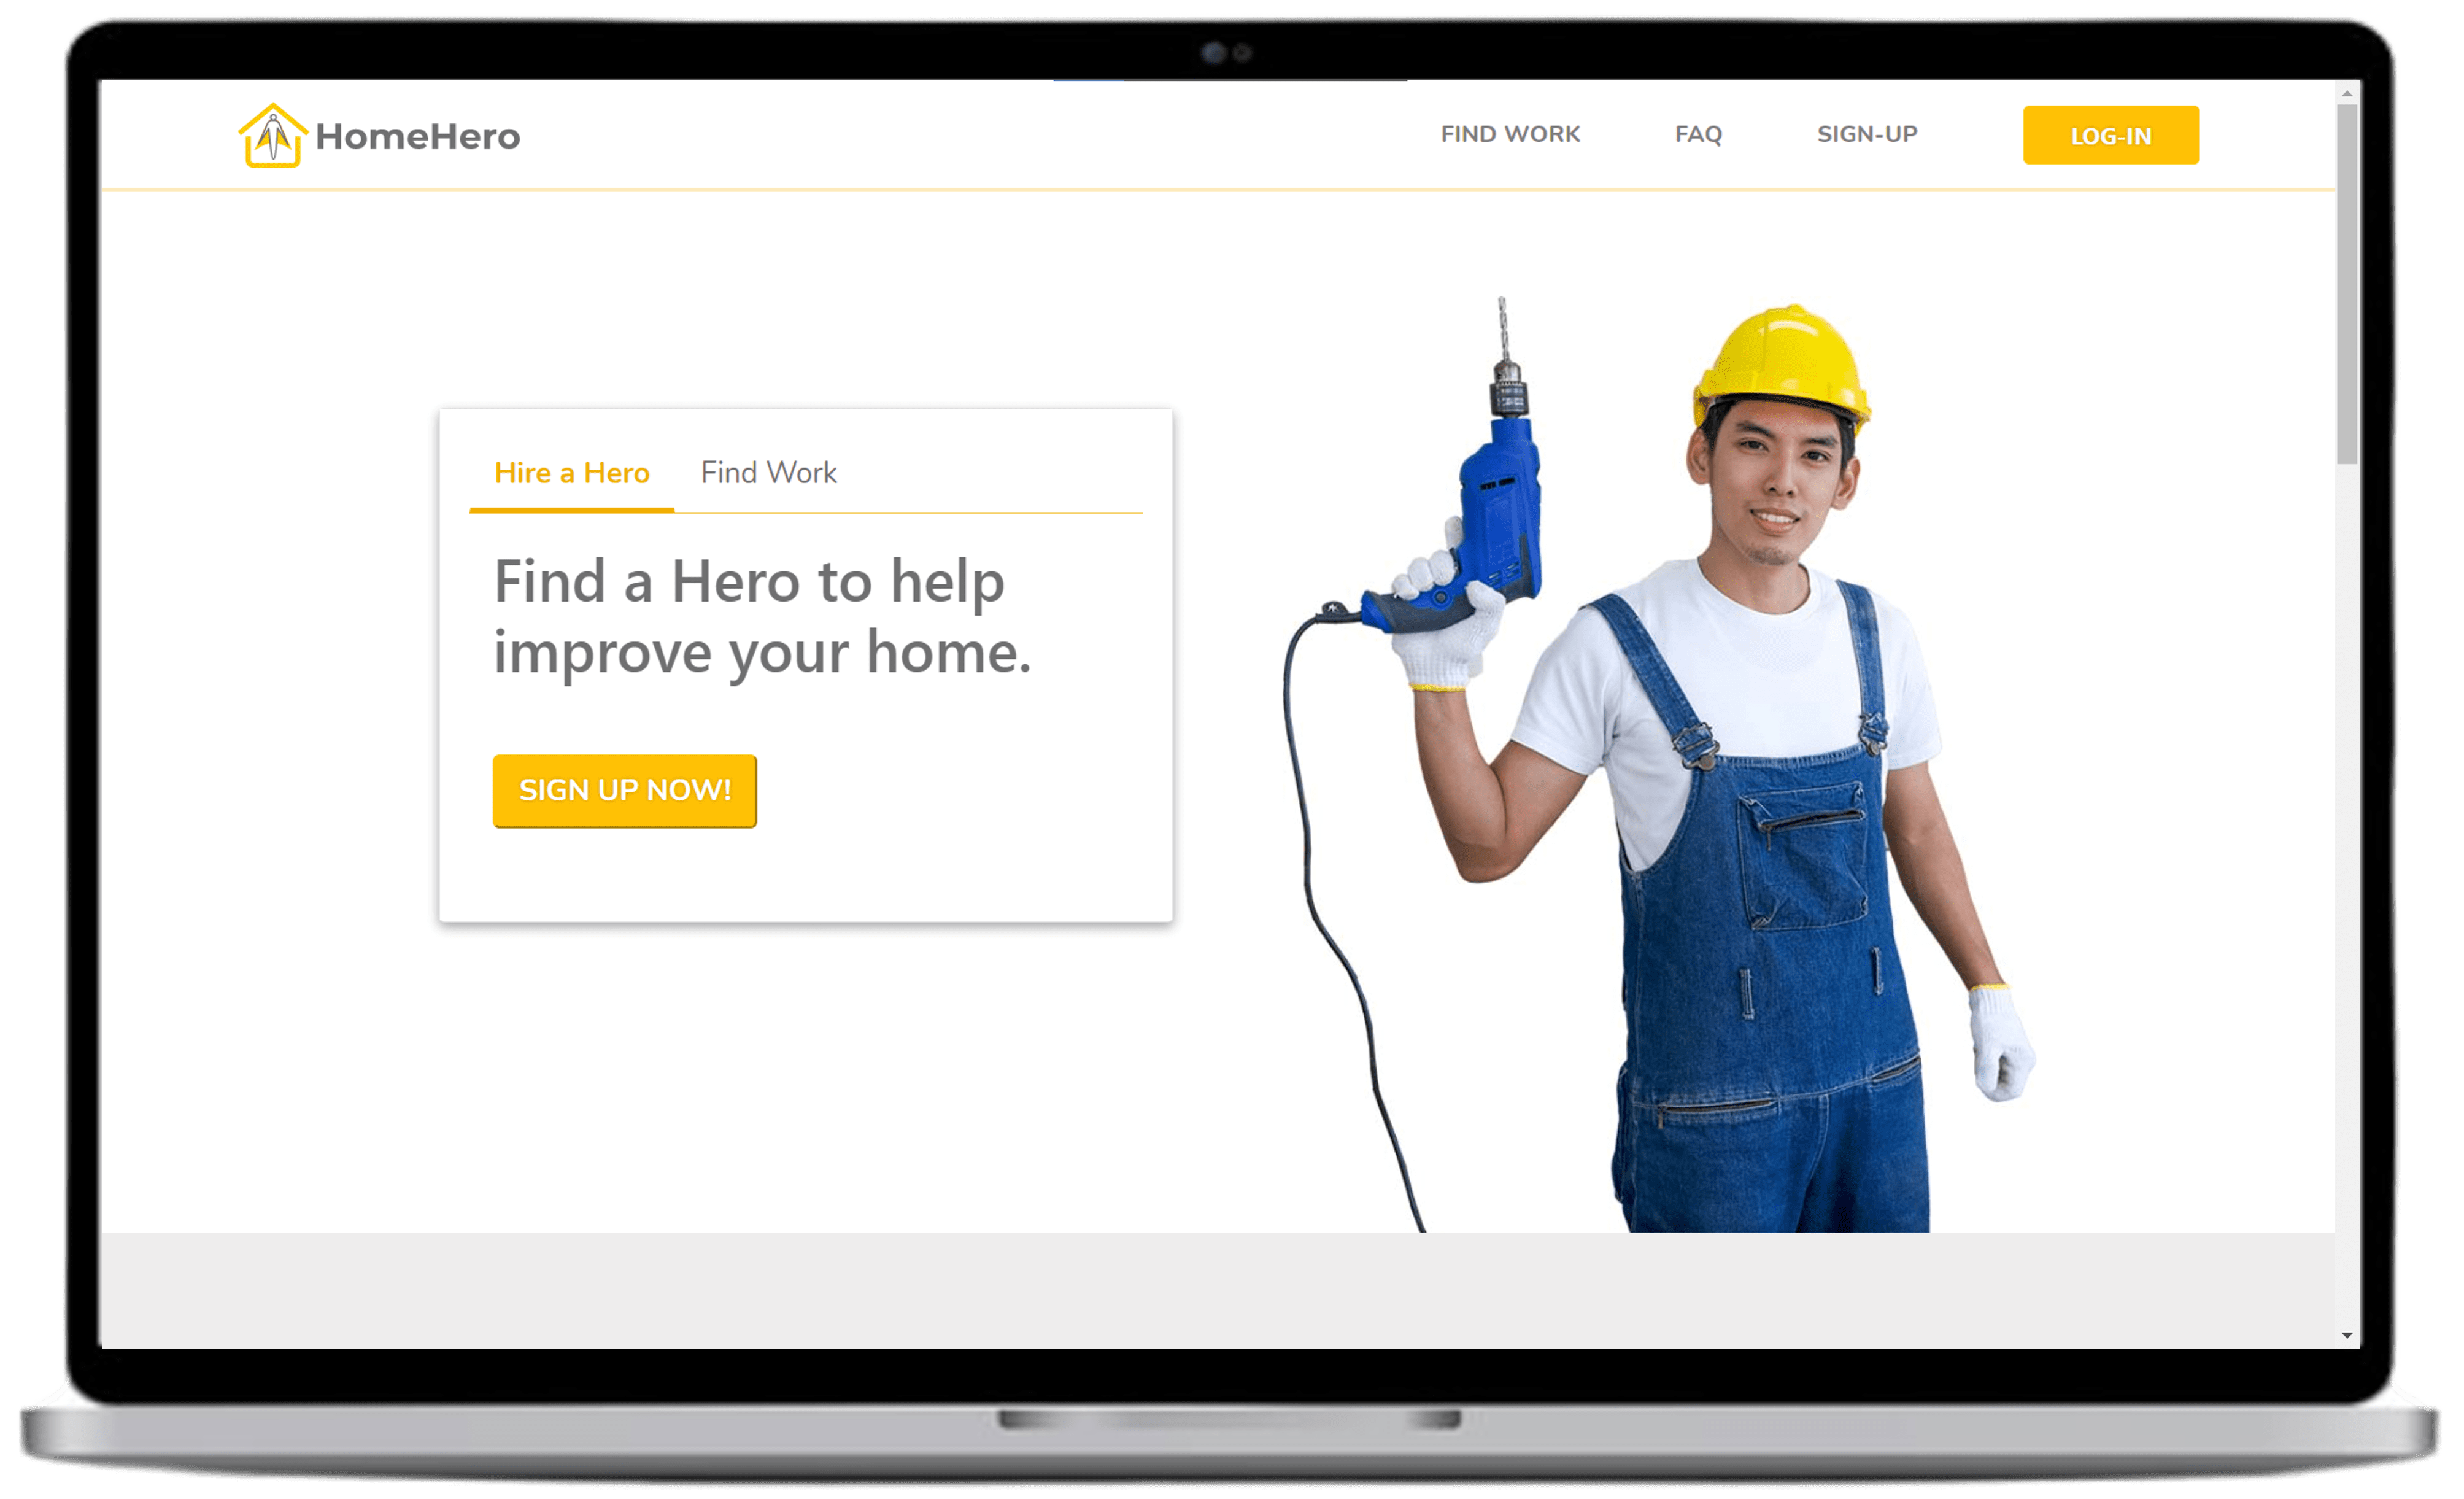 HomeHero
FIND WORK
FAQ
SIGN-UP
LOG-IN
Hire a Hero
Find Work
Find a Hero to help
improve your home.
SIGN UP NOW!